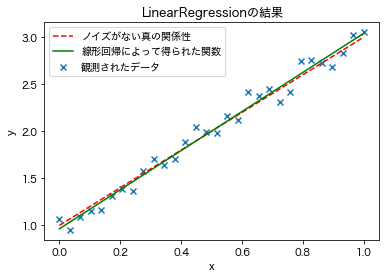 LinearRegressionの結果
ノイズがない真の関係性
線形回帰によって得られた関数
観測されたデータ
3.0
2.5
2.0
1.5
1.0
y
0.0 0.2 0.4 0.6 0.8 1.0
x